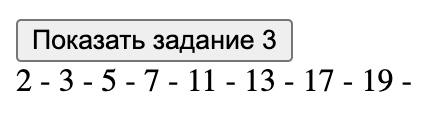 Показать задание 3
2 - 3 - 5 - 7 - 11 - 13 - 17 - 19 -